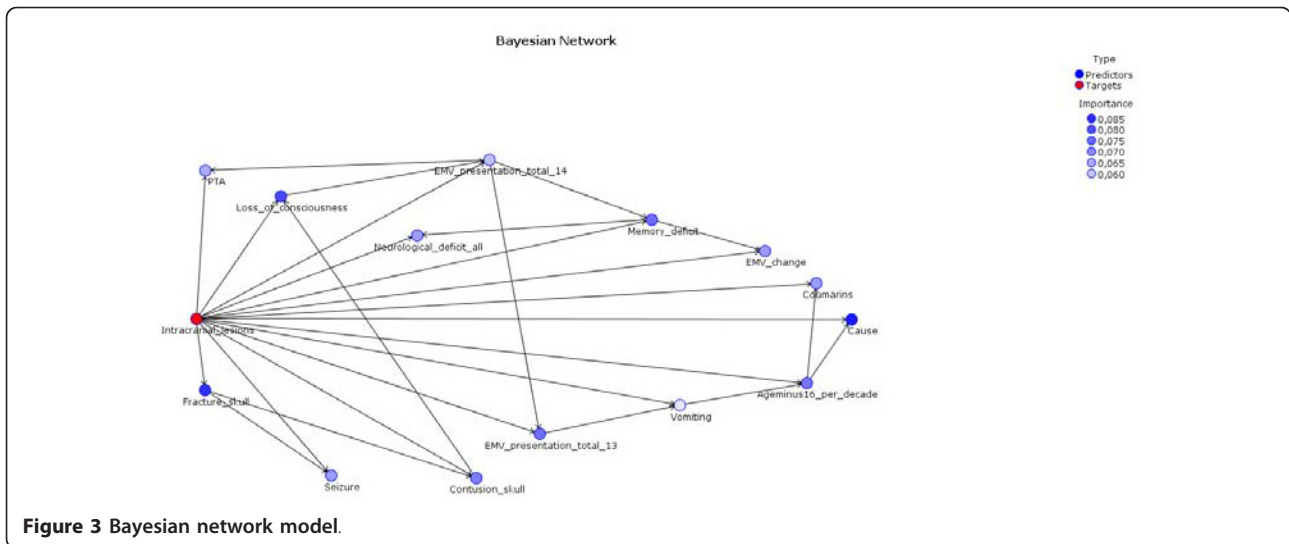 Bayesian Network
Type
Predictors
Targets
Importance
0,085
0,080
0,075
0,070
0,065
0,060
EMV_presentation_total_14
PTA
Loss_of_consciousness
Memory_deficit
Neurological_deficit_all
EMV_change
Coumarins
Intracranial_lesions
Cause
Fracture_skull
Ageminus16_per_decade
Vomiting
EMV_presentation_total_13
Seizure
Contusion_skull
Figure 3 Bayesian network model.